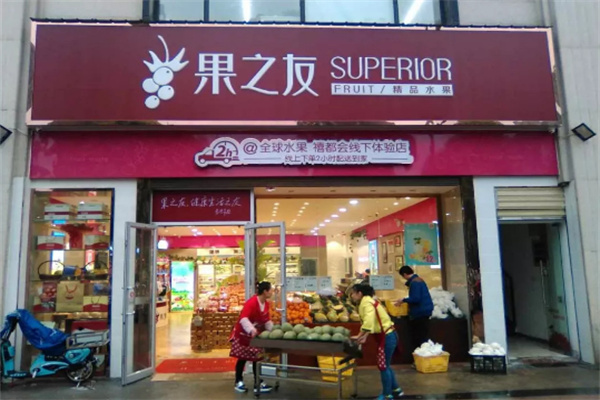 果之友 SUPERIOR
FRUIT / 精品水果
2h @全球水果 禧都会线下体验店
线上下单2小时配送到家
果之友,健康生活之友